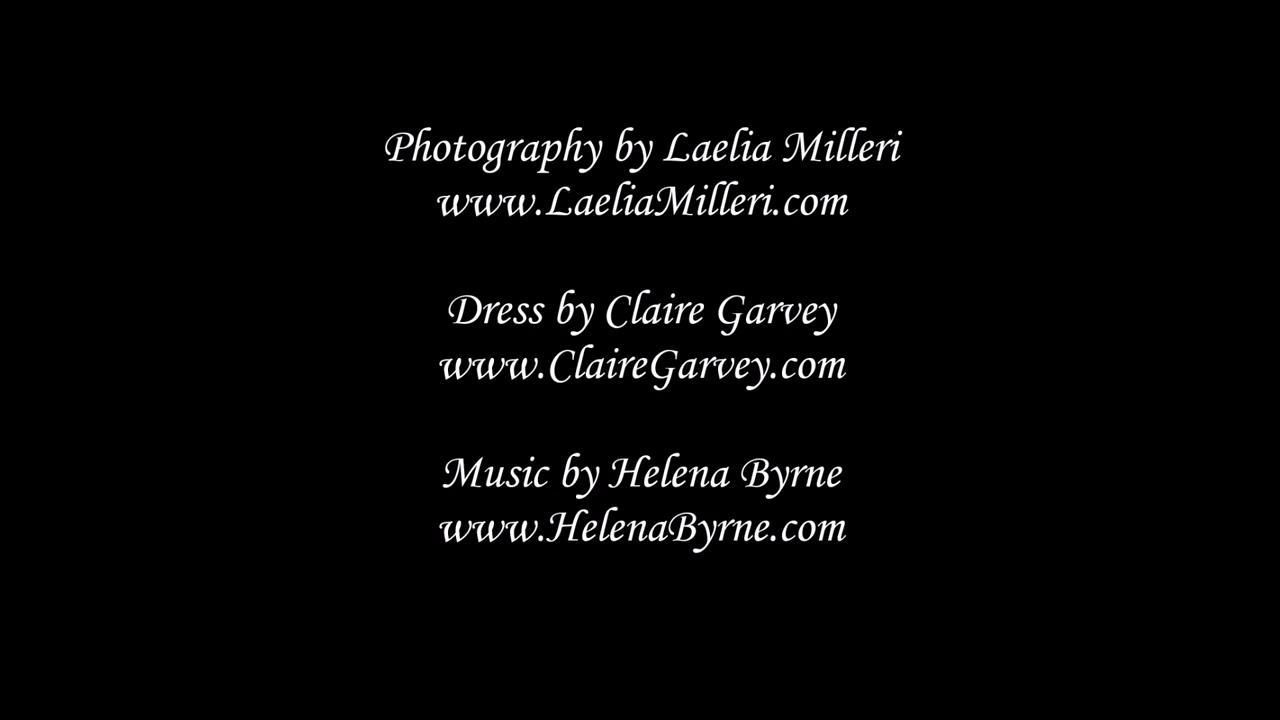 Photography by Laelia Milleri
www.LaeliaMilleri.com
Dress by Claire Garvey
www.ClaireGarvey.com
Music by Helena Byrne
www.HelenaByrne.com